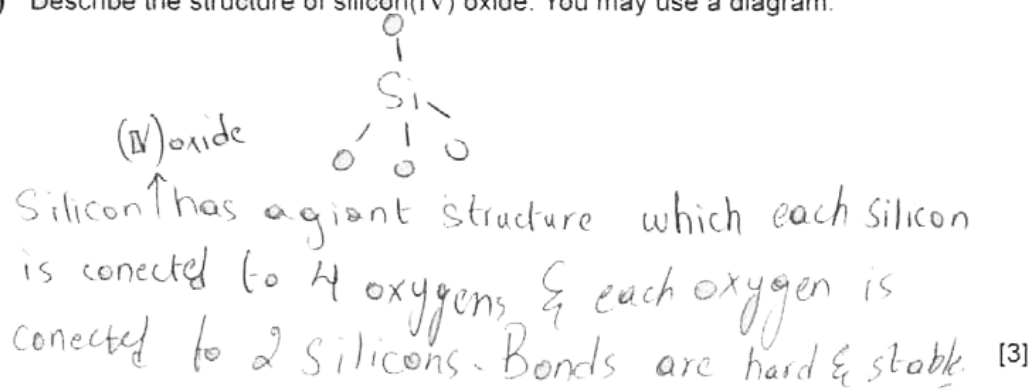 ) Describe the structure of silicon(IV) oxide. You may use a diagram.
O
Si
O O O
(IV)oxide
Silicon↑has a giant structure which each silicon
is conected to 4 oxygens & each oxygen is
conected to 2 silicons. Bonds are hard & stable. [3]